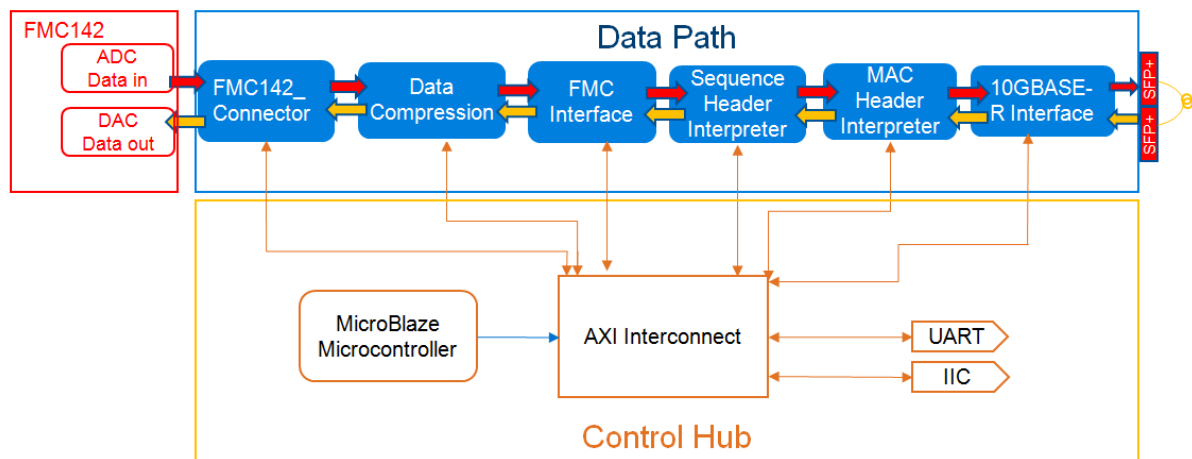 FMC142
ADC
Data in
DAC
Data out
Data Path
FMC142_
Connector
Data
Compression
FMC
Interface
Sequence
Header
Interpreter
MAC
Header
Interpreter
10GBASE-
R Interface
SFP+
SFP+
MicroBlaze
Microcontroller
AXI Interconnect
UART
IIC
Control Hub